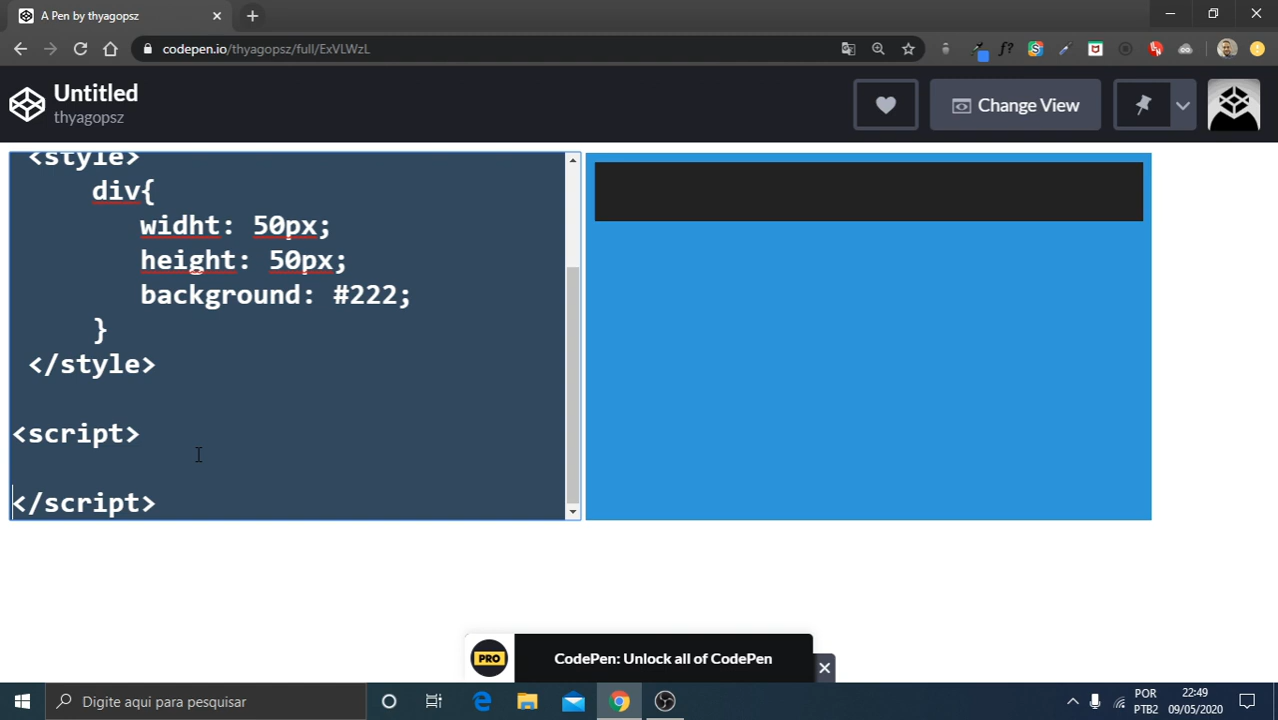 A Pen by thyagopsz
codepen.io/thyagopsz/full/ExVLWzL
Untitled
thyagopsz
Change View
<style>
div{
widht: 50px;
height: 50px;
background: #222;
}
</style>
<script>
</script>
PRO
CodePen: Unlock all of CodePen
Digite aqui para pesquisar
POR
PTB2
22:49
09/05/2020